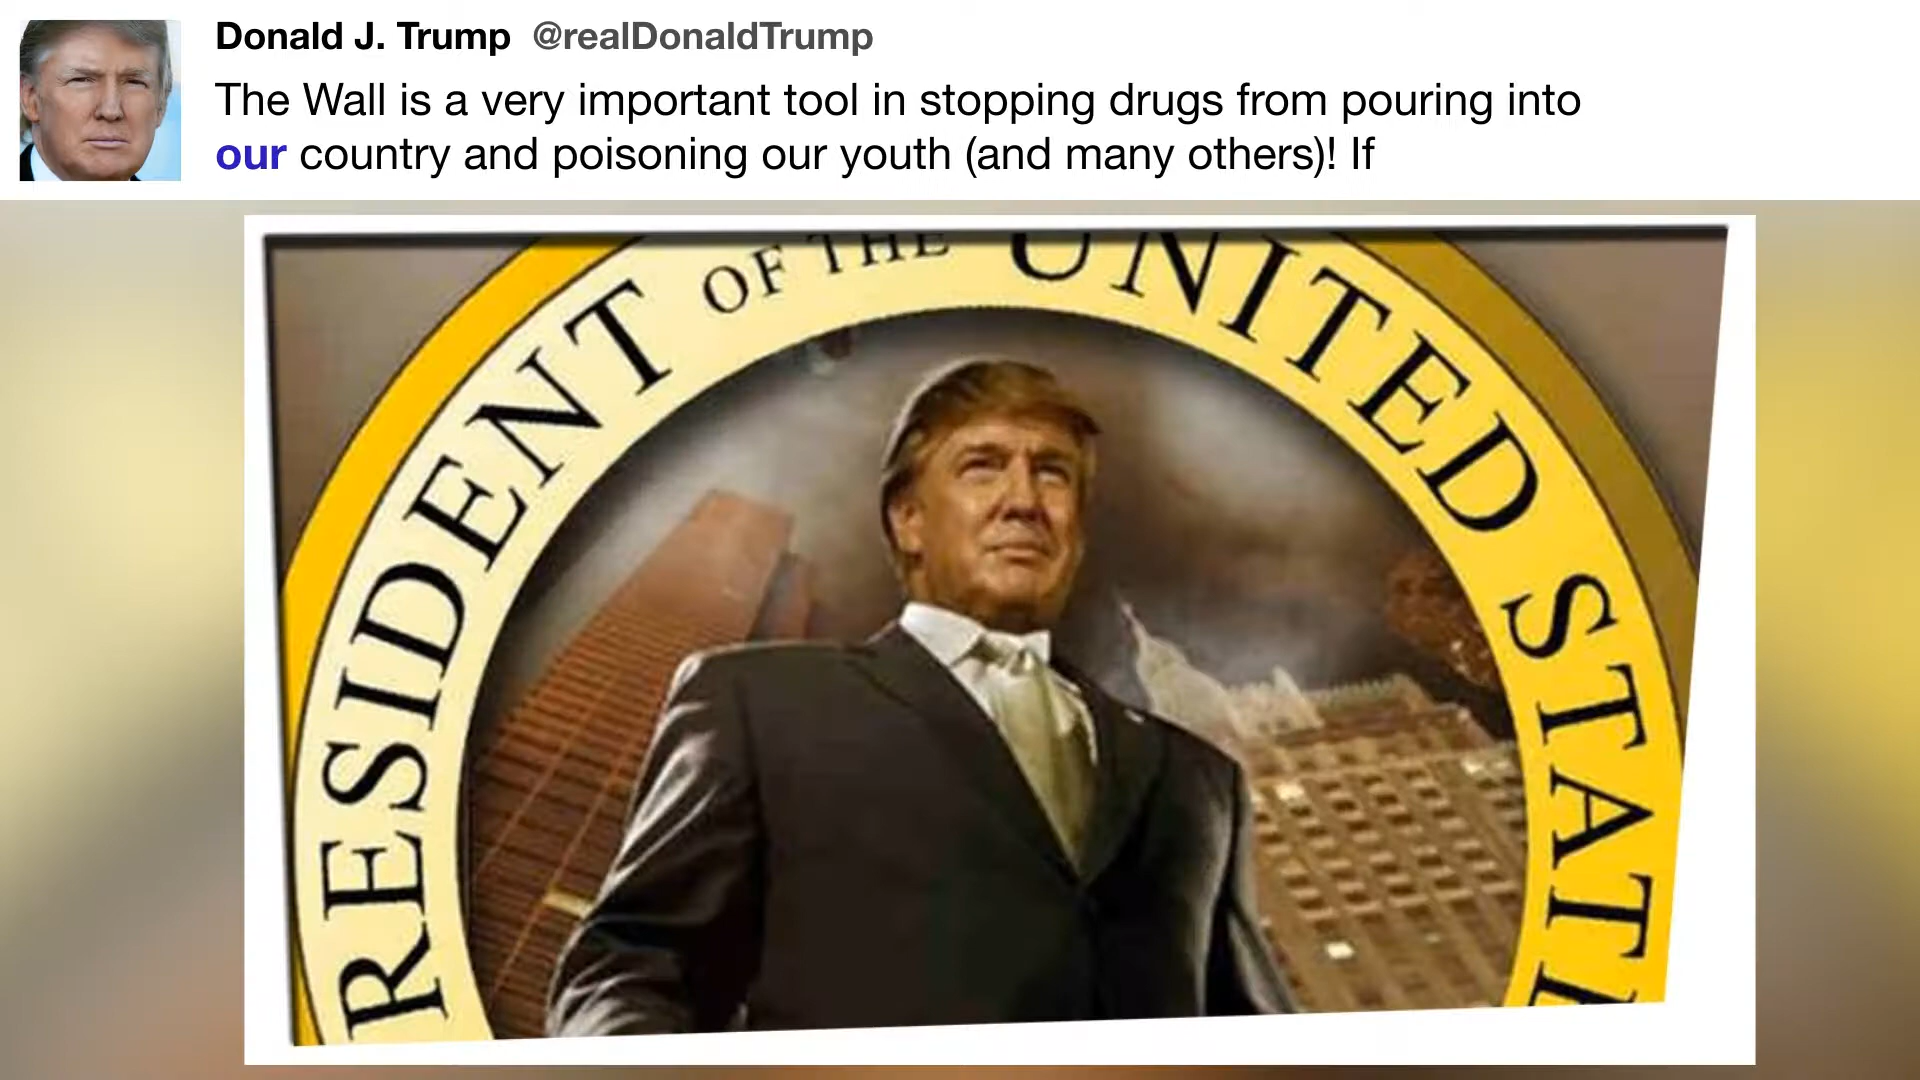 Donald J. Trump @realDonaldTrump
The Wall is a very important tool in stopping drugs from pouring into
our country and poisoning our youth (and many others)! If
RESIDENT OF THE UNITED STATE